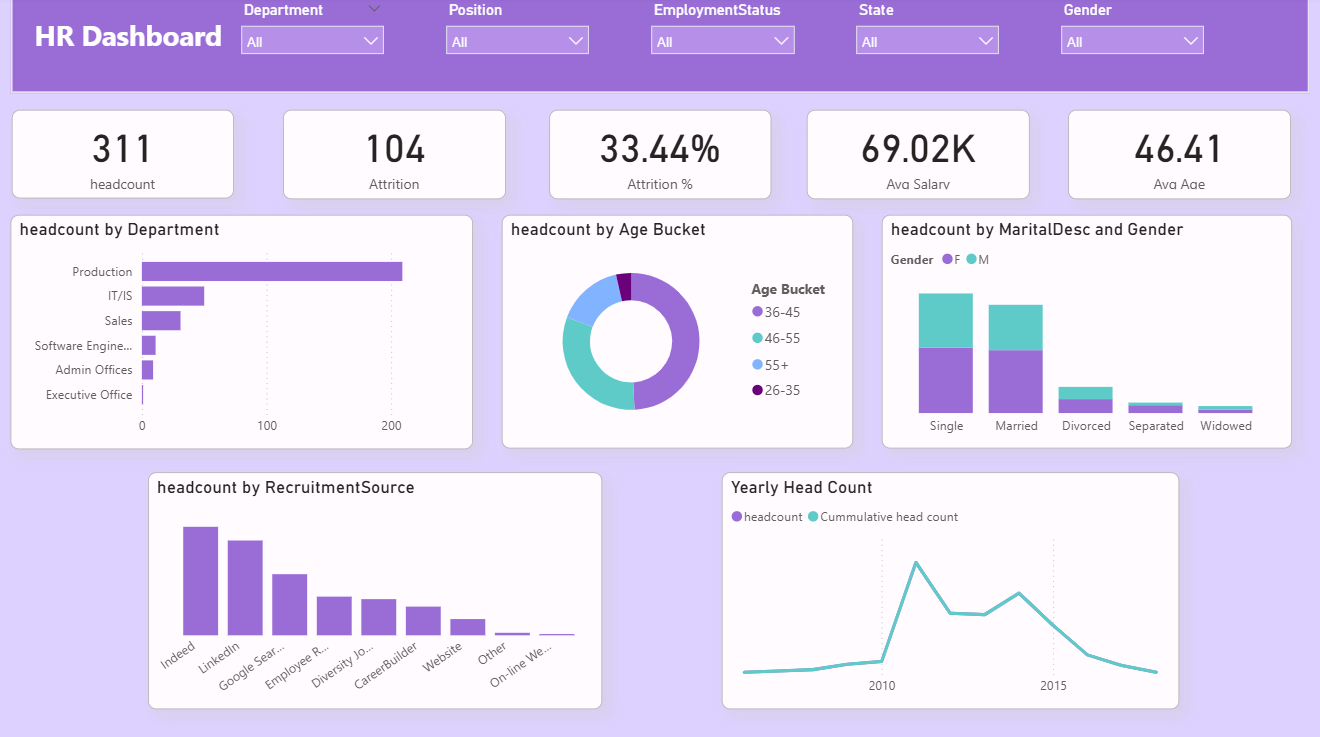 HR Dashboard
Department
Position
EmploymentStatus
State
Gender
All
All
All
All
All
311
headcount
104
Attrition
33.44%
Attrition %
69.02K
Avg Salary
46.41
Avg Age
headcount by Department
Production
IT/IS
Sales
Software Engine...
Admin Offices
Executive Office
0
100
200
headcount by Age Bucket
Age Bucket
36-45
46-55
55+
26-35
headcount by MaritalDesc and Gender
Gender F M
Single
Married
Divorced
Separated
Widowed
headcount by RecruitmentSource
Indeed
LinkedIn
Google Sear...
Employee R...
Diversity Jo...
CareerBuilder
Website
Other
On-line We...
Yearly Head Count
headcount Cummulative head count
2010
2015